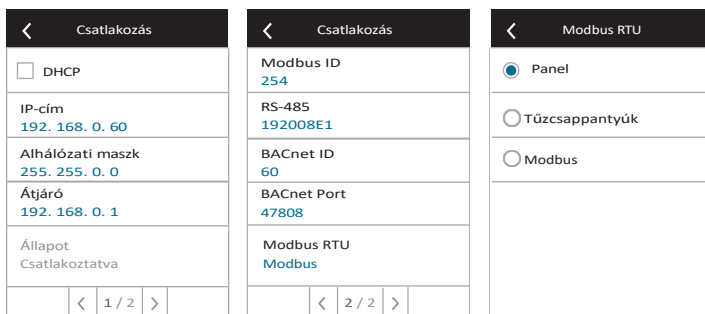 Csatlakozás
DHCP
IP-cím
192. 168. 0. 60
Alhálózati maszk
255. 255. 0. 0
Átjáró
192. 168. 0. 1
Állapot
Csatlakoztatva
1 / 2
Csatlakozás
Modbus ID
254
RS-485
192008E1
BACnet ID
60
BACnet Port
47808
Modbus RTU
Modbus
2 / 2
Modbus RTU
Panel
Tűzcsappantyúk
Modbus